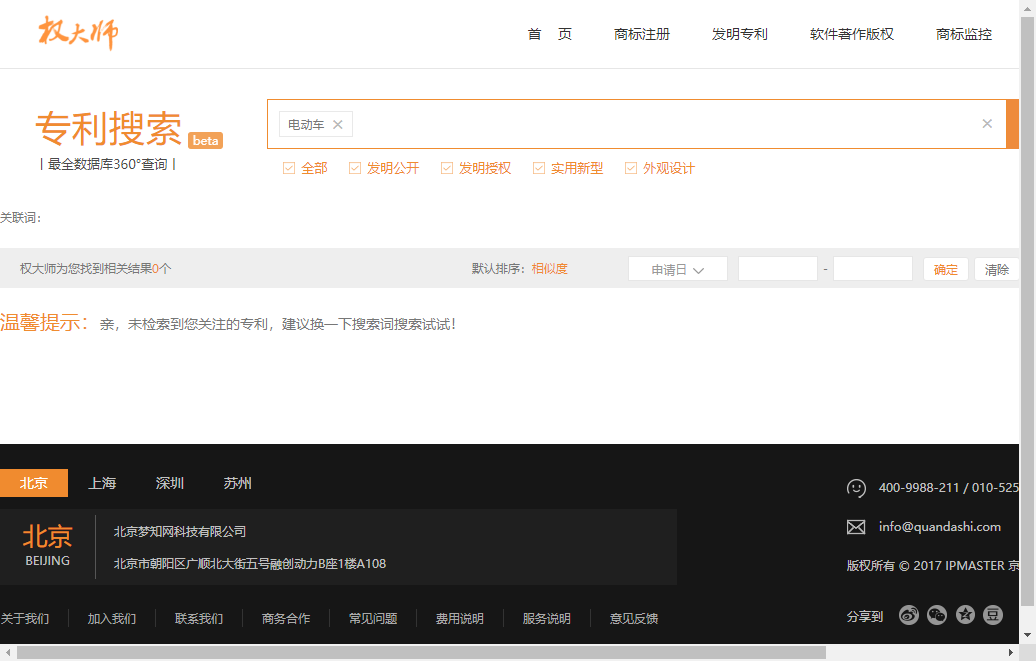 权大师
首 页 商标注册 发明专利 软件著作版权 商标监控
专利搜索 beta
| 最全数据库360°查询 |
电动车
全部 发明公开 发明授权 实用新型 外观设计
关联词：
权大师为您找到相关结果0个 默认排序：相似度 申请日 - 确定 清除
温馨提示： 亲，未检索到您关注的专利，建议换一下搜索词搜索试试！
北京 上海 深圳 苏州
北京
BEIJING
北京梦知网科技有限公司
北京市朝阳区广顺北大街五号融创动力B座1楼A108
400-9988-211 / 010-525
info@quandashi.com
版权所有 © 2017 IPMASTER 京
关于我们 加入我们 联系我们 商务合作 常见问题 费用说明 服务说明 意见反馈
分享到
豆